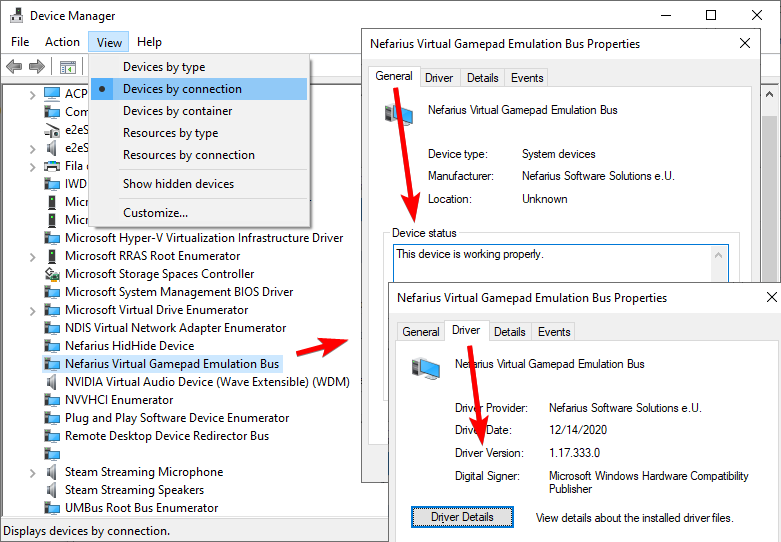 Device Manager
File Action View Help
Devices by type
Devices by connection
Devices by container
Resources by type
Resources by connection
Show hidden devices
Customize...
ACP
Com
e2eS
e2eS
Fila d
IWD
Micr
Micr
Microsoft Hyper-V Virtualization Infrastructure Driver
Microsoft RRAS Root Enumerator
Microsoft Storage Spaces Controller
Microsoft System Management BIOS Driver
Microsoft Virtual Drive Enumerator
NDIS Virtual Network Adapter Enumerator
Nefarius HidHide Device
Nefarius Virtual Gamepad Emulation Bus
NVIDIA Virtual Audio Device (Wave Extensible) (WDM)
NVVHCI Enumerator
Plug and Play Software Device Enumerator
Remote Desktop Device Redirector Bus
Steam Streaming Microphone
Steam Streaming Speakers
UMBus Root Bus Enumerator
Displays devices by connection.
Nefarius Virtual Gamepad Emulation Bus Properties
General Driver Details Events
Nefarius Virtual Gamepad Emulation Bus
Device type: System devices
Manufacturer: Nefarius Software Solutions e.U.
Location: Unknown
Device status
This device is working properly.
Nefarius Virtual Gamepad Emulation Bus Properties
General Driver Details Events
Nefarius Virtual Gamepad Emulation Bus
Driver Provider: Nefarius Software Solutions e.U.
Driver Date: 12/14/2020
Driver Version: 1.17.333.0
Digital Signer: Microsoft Windows Hardware Compatibility
Publisher
Driver Details View details about the installed driver files.